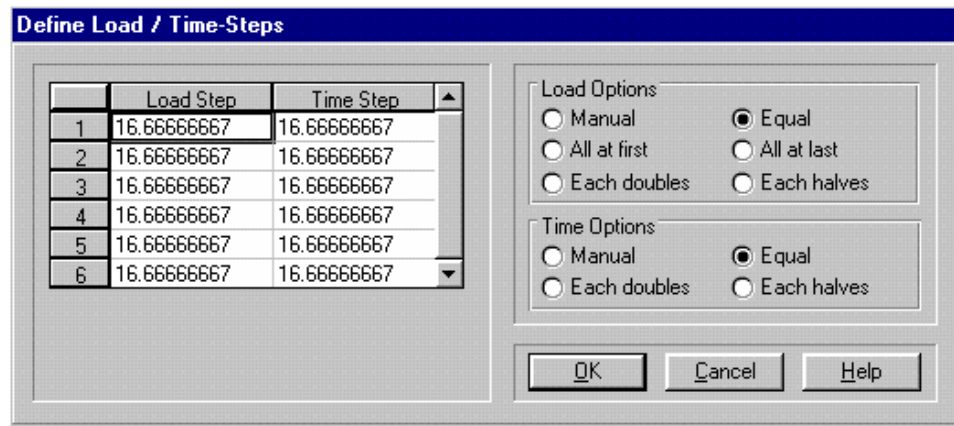 Define Load / Time-Steps
Load Step Time Step
1 16.66666667 16.66666667
2 16.66666667 16.66666667
3 16.66666667 16.66666667
4 16.66666667 16.66666667
5 16.66666667 16.66666667
6 16.66666667 16.66666667
Load Options
Manual Equal
All at first All at last
Each doubles Each halves
Time Options
Manual Equal
Each doubles Each halves
OK Cancel Help